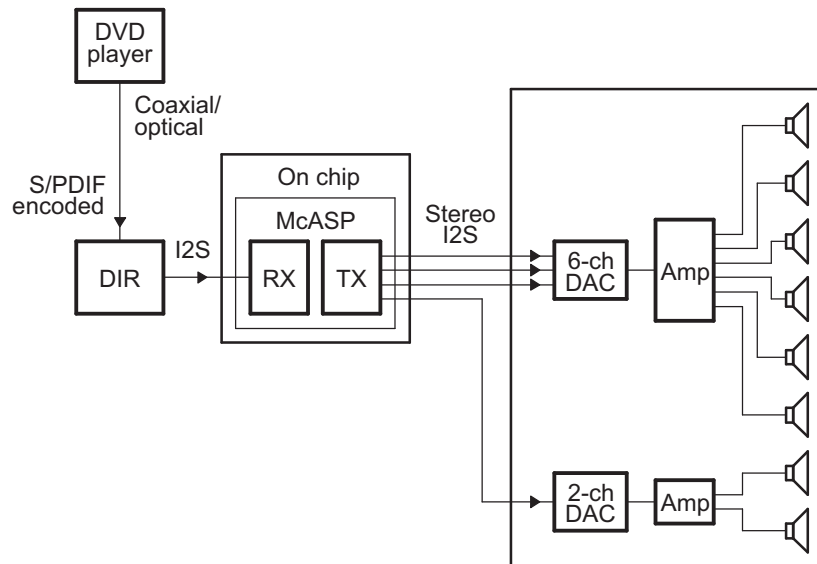 DVD
player
Coaxial/
optical
S/PDIF
encoded
DIR
I2S
On chip
McASP
RX
TX
Stereo
I2S
6-ch
DAC
Amp
2-ch
DAC
Amp